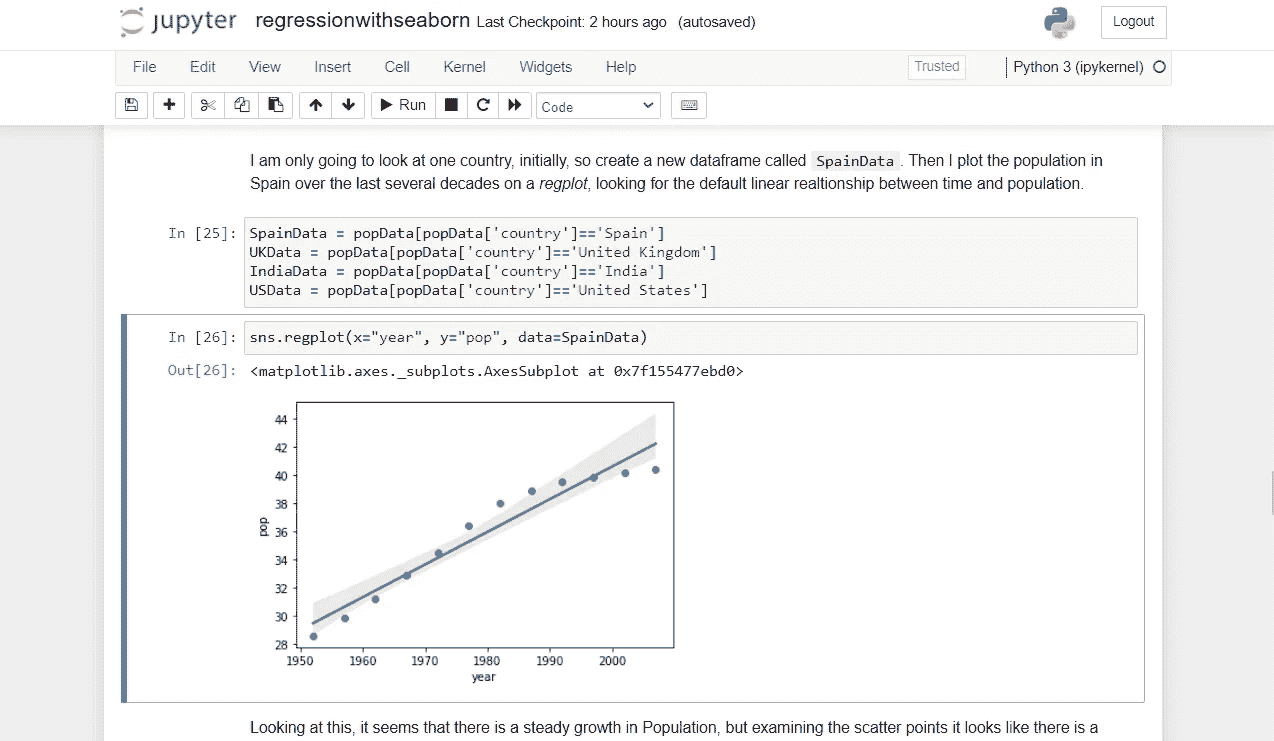 jupyter regressionwithseaborn Last Checkpoint: 2 hours ago (autosaved)
Logout
File Edit View Insert Cell Kernel Widgets Help
Trusted
Python 3 (ipykernel)
Run
Code
I am only going to look at one country, initially, so create a new dataframe called SpainData . Then I plot the population in
Spain over the last several decades on a regplot, looking for the default linear realtionship between time and population.
In [25]: SpainData = popData[popData['country']=='Spain']
UKData = popData[popData['country']=='United Kingdom']
IndiaData = popData[popData['country']=='India']
USData = popData[popData['country']=='United States']
In [26]: sns.regplot(x="year", y="pop", data=SpainData)
Out[26]: <matplotlib.axes._subplots.AxesSubplot at 0x7f155477ebd0>
44
42
40
38
36
34
32
30
28
pop
1950 1960 1970 1980 1990 2000
year
Looking at this, it seems that there is a steady growth in Population, but examining the scatter points it looks like there is a